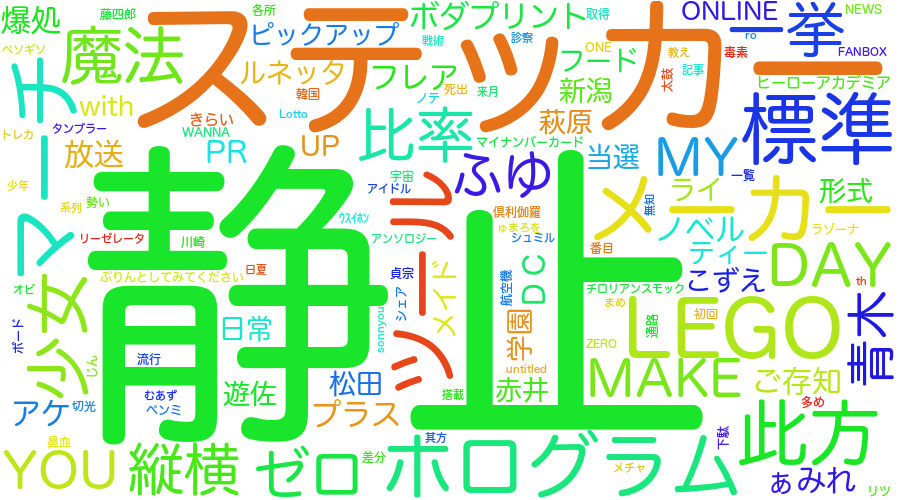 爆処
藤四郎
各所
ボダプリント
取得
ONLINE
一挙
NEWS
ステッカー
ピックアップ
戦術
診察
ONE
教え
ro
FANBOX
魔法
ルネッタ
フレア
フード
太鼓
記事
毒素
ペソギソ
マーチ
with
韓国
Lotto
ノテ
死出
来月
新潟
ヒーローアカデミア
標準
きらい
WANNA
比率
萩原
トレカ
タンブラー
放送
PR
UP
マイナンバーカード
当選
MY
一覧
静止
ふゆ
メーカー
少年
系列
勢い
宇宙
アイドル
ツール
無知
ライ
形式
リーゼレータ
川崎
ｳｽｲﾎﾝ
アンソロジー
倶利伽羅
ゅまろを
シュミル
番目
ノベル
ティー
ラゾーナ
オピ
ぶりんとしてみてください
日夏
貞宗
メイド
航空機
DC
チロリアンスモック
こずえ
DAY
th
少女
ボード
日常
シェア
sonnyou
学園
まめ
通路
初回
LEGO
青木
じん
流行
untitled
ZERO
むあず
ペンミ
遊佐
松田
搭載
赤井
MAKE
ご存知
多め
アケ
切光
プラス
其方
下駄
此方
鼻血
YOU
縦横
ゼロ
差分
ホログラム
メチャ
ぁみれ
リツ